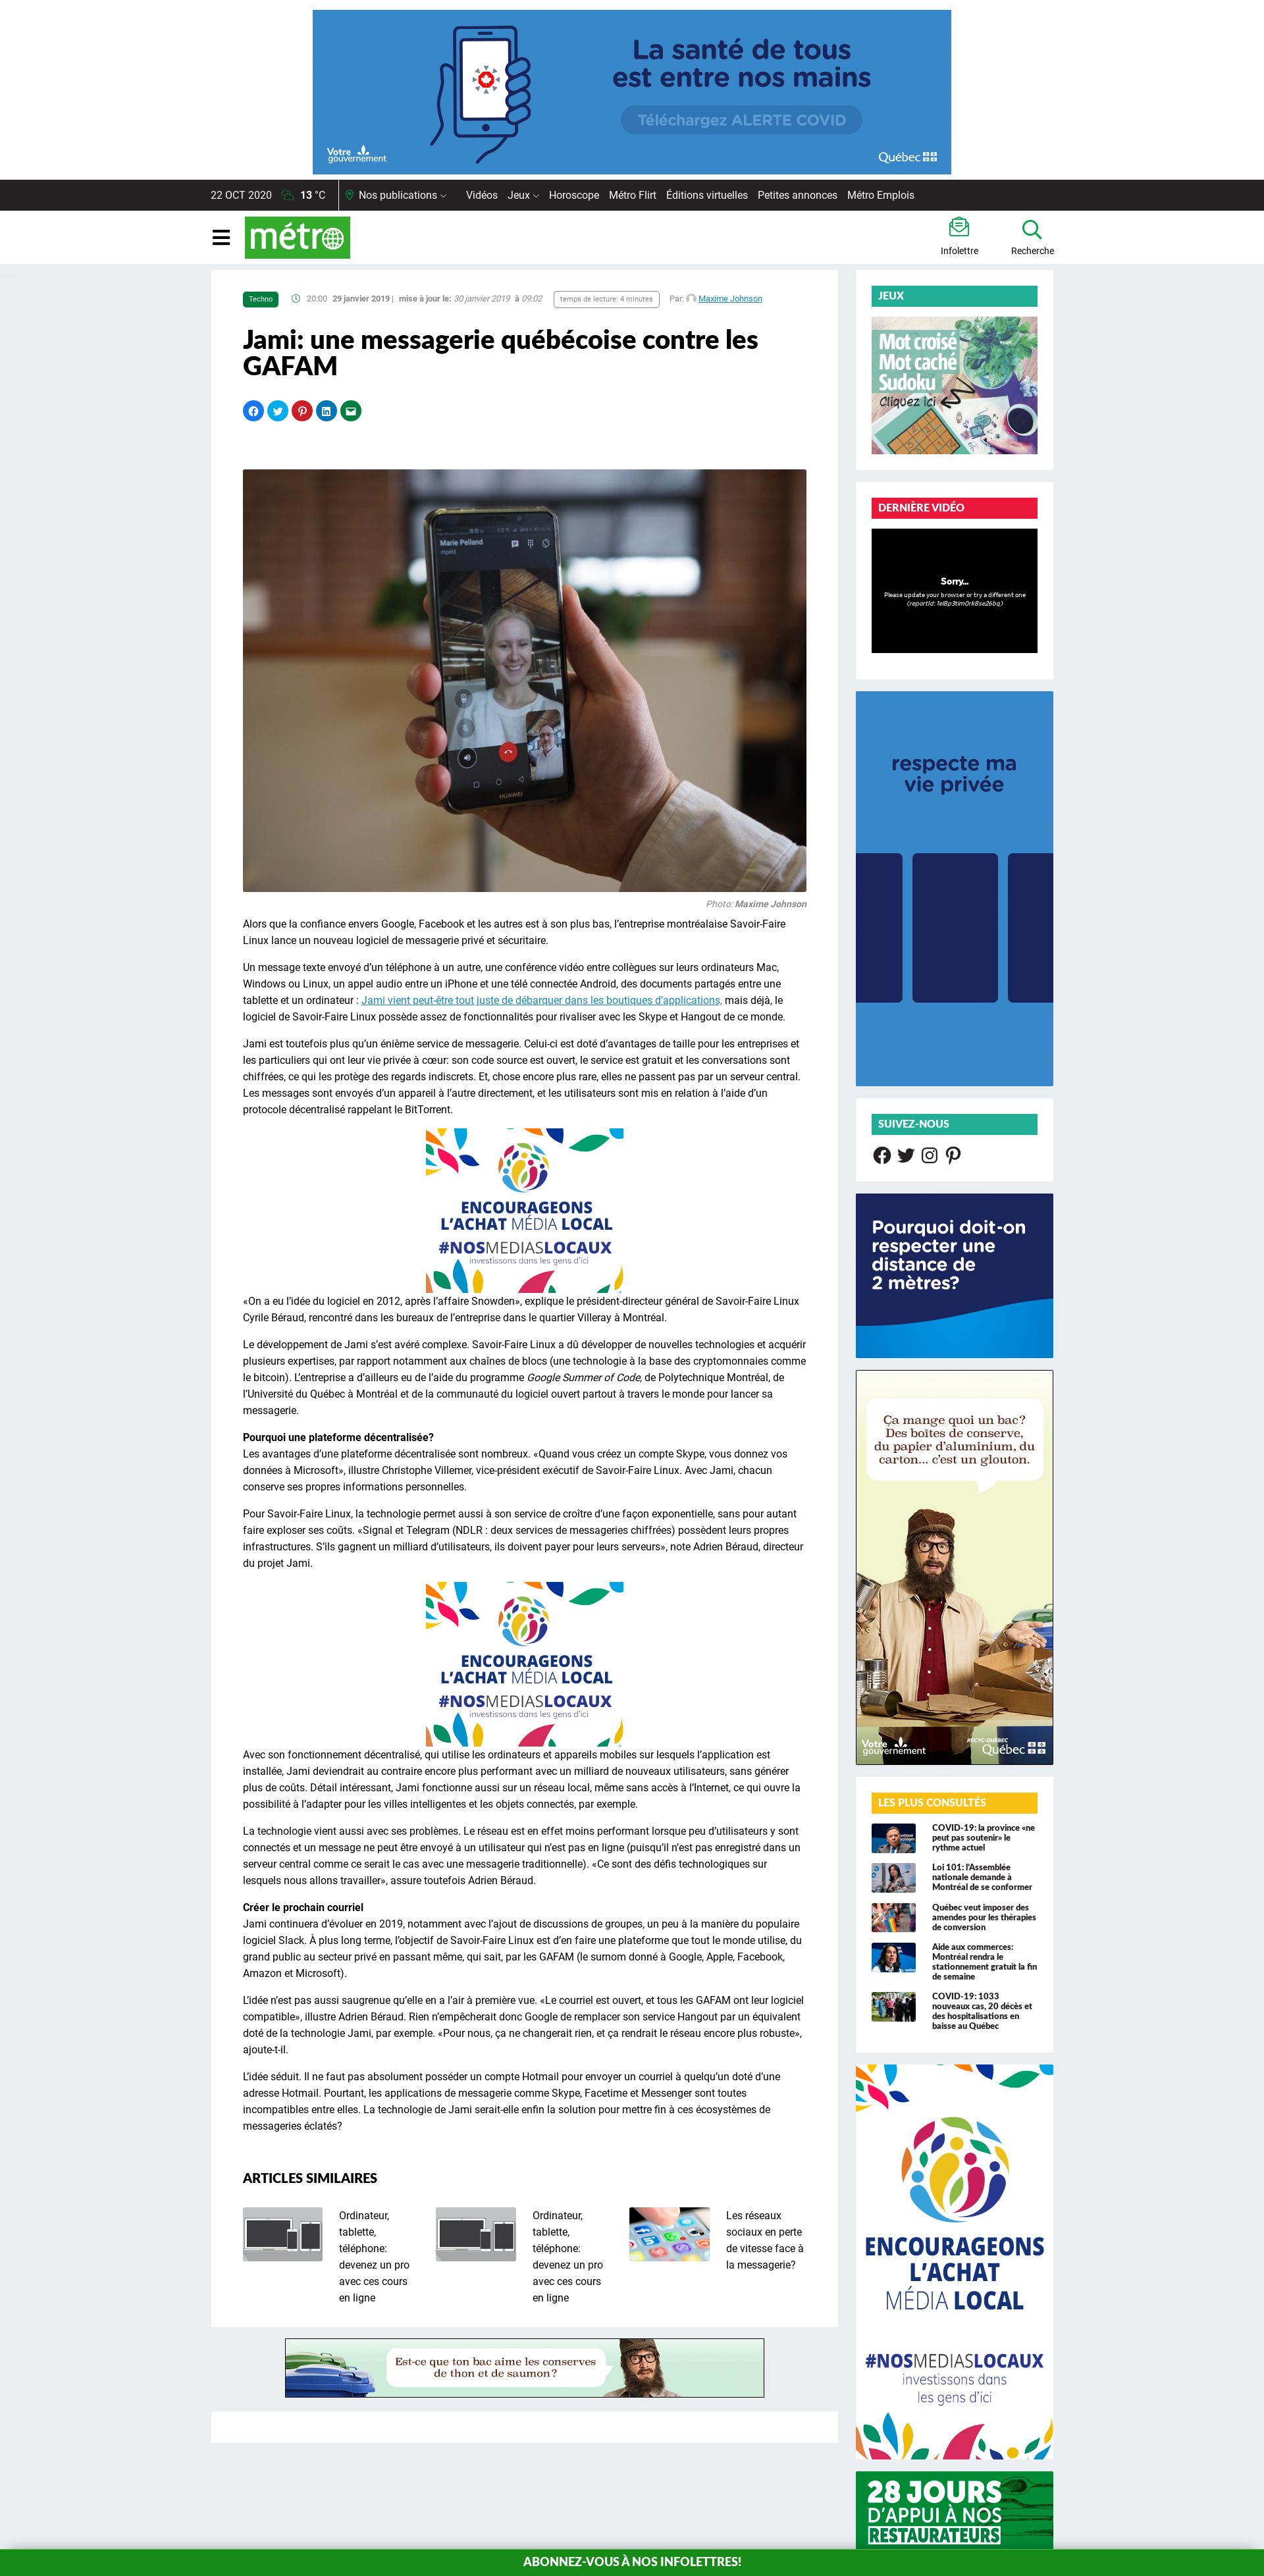 La santé de tous
est entre nos mains
Téléchargez ALERTE COVID
Votre
gouvernement
Québec
22 OCT 2020 13 °C Nos publications Vidéos Jeux Horoscope Métro Flirt Éditions virtuelles Petites annonces Métro Emplois
métro
Infolettre
Recherche
Techno 20:00 29 janvier 2019 | mise à jour le: 30 janvier 2019 à 09:02 temps de lecture: 4 minutes Par: Maxime Johnson
Jami: une messagerie québécoise contre les
GAFAM
Marie Pelland
HUAWEI
Photo: Maxime Johnson
Alors que la confiance envers Google, Facebook et les autres est à son plus bas, l’entreprise montréalaise Savoir-Faire
Linux lance un nouveau logiciel de messagerie privé et sécuritaire.
Un message texte envoyé d’un téléphone à un autre, une conférence vidéo entre collègues sur leurs ordinateurs Mac,
Windows ou Linux, un appel audio entre un iPhone et une télé connectée Android, des documents partagés entre une
tablette et un ordinateur : Jami vient peut-être tout juste de débarquer dans les boutiques d’applications, mais déjà, le
logiciel de Savoir-Faire Linux possède assez de fonctionalités pour rivaliser avec les Skype et Hangout de ce monde.
Jami est toutefois plus qu’un énième service de messagerie. Celui-ci est doté d’avantages de taille pour les entreprises et
les particuliers qui ont leur vie privée à cœur: son code source est ouvert, le service est gratuit et les conversations sont
chiffrées, ce qui les protège des regards indiscrets. Et, chose encore plus rare, elles ne passent pas par un serveur central.
Les messages sont envoyés d’un appareil à l’autre directement, et les utilisateurs sont mis en relation à l’aide d’un
protocole décentralisé rappelant le BitTorrent.
ENCOURAGEONS
L’ACHAT MÉDIA LOCAL
#NOSMEDIASLOCAUX
investissons dans les gens d’ici
«On a eu l’idée du logiciel en 2012, après l’affaire Snowden», explique le président-directeur général de Savoir-Faire Linux
Cyrile Béraud, rencontré dans les bureaux de l’entreprise dans le quartier Villeray à Montréal.
Le développement de Jami s’est avéré complexe. Savoir-Faire Linux a dû développer de nouvelles technologies et acquérir
plusieurs expertises, par rapport notamment aux chaînes de blocs (une technologie à la base des cryptomonnaies comme
le bitcoin). L’entreprise a d’ailleurs eu de l’aide du programme Google Summer of Code, de Polytechnique Montréal, de
l’Université du Québec à Montréal et de la communauté du logiciel ouvert partout à travers le monde pour lancer sa
messagerie.
Pourquoi une plateforme décentralisée?
Les avantages d’une plateforme décentralisée sont nombreux. «Quand vous créez un compte Skype, vous donnez vos
données à Microsoft», illustre Christophe Villemer, vice-président exécutif de Savoir-Faire Linux. Avec Jami, chacun
conserve ses propres informations personnelles.
Pour Savoir-Faire Linux, la technologie permet aussi à son service de croître d’une façon exponentielle, sans pour autant
faire exploser ses coûts. «Signal et Telegram (NDLR : deux services de messageries chiffrées) possèdent leurs propres
infrastructures. S’ils gagnent un milliard d’utilisateurs, ils doivent payer pour leurs serveurs», note Adrien Béraud, directeur
du projet Jami.
ENCOURAGEONS
L’ACHAT MÉDIA LOCAL
#NOSMEDIASLOCAUX
investissons dans les gens d’ici
Avec son fonctionnement décentralisé, qui utilise les ordinateurs et appareils mobiles sur lesquels l’application est
installée, Jami deviendrait au contraire encore plus performant avec un milliard de nouveaux utilisateurs, sans générer
plus de coûts. Détail intéressant, Jami fonctionne aussi sur un réseau local, même sans accès à l’Internet, ce qui ouvre la
possibilité à l’adapter pour les villes intelligentes et les objets connectés, par exemple.
La technologie vient aussi avec ses problèmes. Le réseau est en effet moins performant lorsque peu d’utilisateurs y sont
connectés et un message ne peut être envoyé à un utilisateur qui n’est pas en ligne (puisqu’il n’est pas enregistré dans un
serveur central comme ce serait le cas avec une messagerie traditionnelle). «Ce sont des défis technologiques sur
lesquels nous allons travailler», assure toutefois Adrien Béraud.
Créer le prochain courriel
Jami continuera d’évoluer en 2019, notamment avec l’ajout de discussions de groupes, un peu à la manière du populaire
logiciel Slack. À plus long terme, l’objectif de Savoir-Faire Linux est d’en faire une plateforme que tout le monde utilise, du
grand public au secteur privé en passant même, qui sait, par les GAFAM (le surnom donné à Google, Apple, Facebook,
Amazon et Microsoft).
L’idée n’est pas aussi saugrenue qu’elle en a l’air à première vue. «Le courriel est ouvert, et tous les GAFAM ont leur logiciel
compatible», illustre Adrien Béraud. Rien n’empêcherait donc Google de remplacer son service Hangout par un équivalent
doté de la technologie Jami, par exemple. «Pour nous, ça ne changerait rien, et ça rendrait le réseau encore plus robuste»,
ajoute-t-il.
L’idée séduit. Il ne faut pas absolument posséder un compte Hotmail pour envoyer un courriel à quelqu’un doté d’une
adresse Hotmail. Pourtant, les applications de messagerie comme Skype, Facetime et Messenger sont toutes
incompatibles entre elles. La technologie de Jami serait-elle enfin la solution pour mettre fin à ces écosystèmes de
messageries éclatés?
ARTICLES SIMILAIRES
Ordinateur,
tablette,
téléphone:
devenez un pro
avec ces cours
en ligne
Ordinateur,
tablette,
téléphone:
devenez un pro
avec ces cours
en ligne
Les réseaux
sociaux en perte
de vitesse face à
la messagerie?
Est-ce que ton bac aime les conserves
de thon et de saumon?
JEUX
Mot croisé
Mot caché
Sudoku
Cliquez ici
DERNIÈRE VIDÉO
Sorry...
Please update your browser or try a different one
(reportId: 1el8p3tim0rk8se26bq)
respecte ma
vie privée
SUIVEZ-NOUS
Pourquoi doit-on
respecter une
distance de
2 mètres?
Ça mange quoi un bac?
Des boîtes de conserve,
du papier d’aluminium, du
carton... c’est un glouton.
Votre
gouvernement
RECYC-QUÉBEC
Québec
LES PLUS CONSULTÉS
COVID-19: la province «ne
peut pas soutenir» le
rythme actuel
Loi 101: l’Assemblée
nationale demande à
Montréal de se conformer
Québec veut imposer des
amendes pour les thérapies
de conversion
Aide aux commerces:
Montréal rendra le
stationnement gratuit la fin
de semaine
COVID-19: 1033
nouveaux cas, 20 décès et
des hospitalisations en
baisse au Québec
ENCOURAGEONS
L’ACHAT
MÉDIA LOCAL
#NOSMEDIASLOCAUX
investissons dans
les gens d’ici
28 JOURS
D’APPUI À NOS
RESTAURATEURS
ABONNEZ-VOUS À NOS INFOLETTRES!